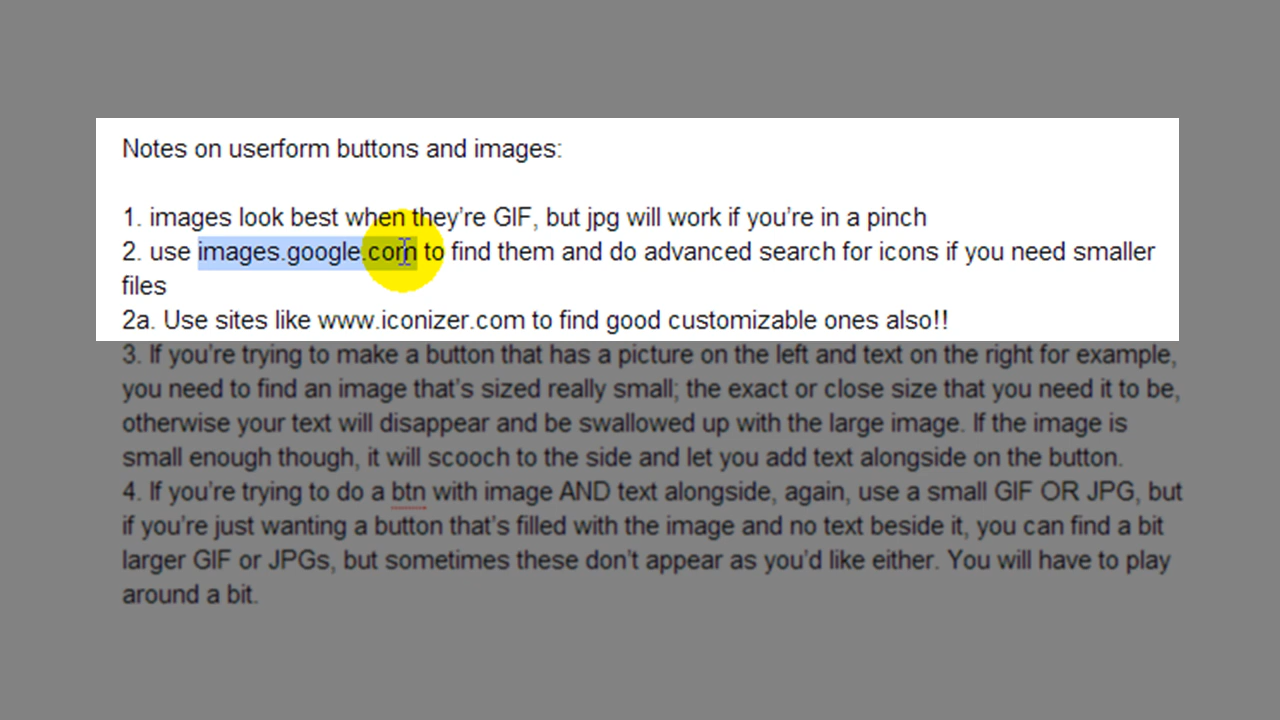 Notes on userform buttons and images:
1. images look best when they're GIF, but jpg will work if you're in a pinch
2. use images.google.com to find them and do advanced search for icons if you need smaller
files
2a. Use sites like www.iconizer.com to find good customizable ones also!!
3. If you're trying to make a button that has a picture on the left and text on the right for example,
you need to find an image that's sized really small; the exact or close size that you need it to be,
otherwise your text will disappear and be swallowed up with the large image. If the image is
small enough though, it will scooch to the side and let you add text alongside on the button.
4. If you're trying to do a btn with image AND text alongside, again, use a small GIF OR JPG, but
if you're just wanting a button that's filled with the image and no text beside it, you can find a bit
larger GIF or JPGs, but sometimes these don't appear as you'd like either. You will have to play
around a bit.